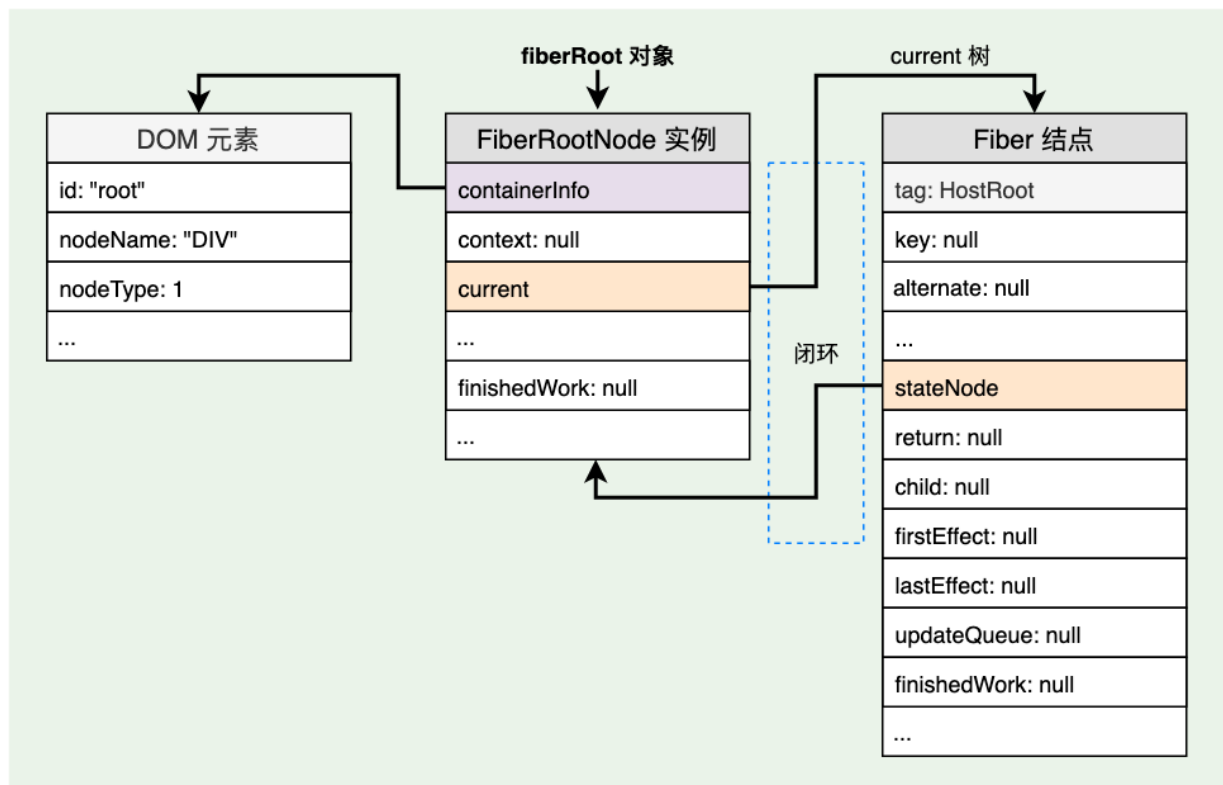 fiberRoot 对象
current 树
DOM 元素
id: "root"
nodeName: "DIV"
nodeType: 1
...
FiberRootNode 实例
containerInfo
context: null
current
...
finishedWork: null
...
闭环
Fiber 结点
tag: HostRoot
key: null
alternate: null
...
stateNode
return: null
child: null
firstEffect: null
lastEffect: null
updateQueue: null
finishedWork: null
...